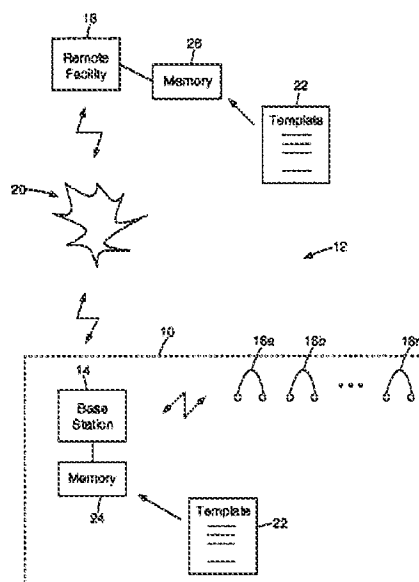 18
Remote
Facility
26
Memory
22
Template
20
12
10
14
16a
16b
16n
Base
Station
Memory
24
Template
22